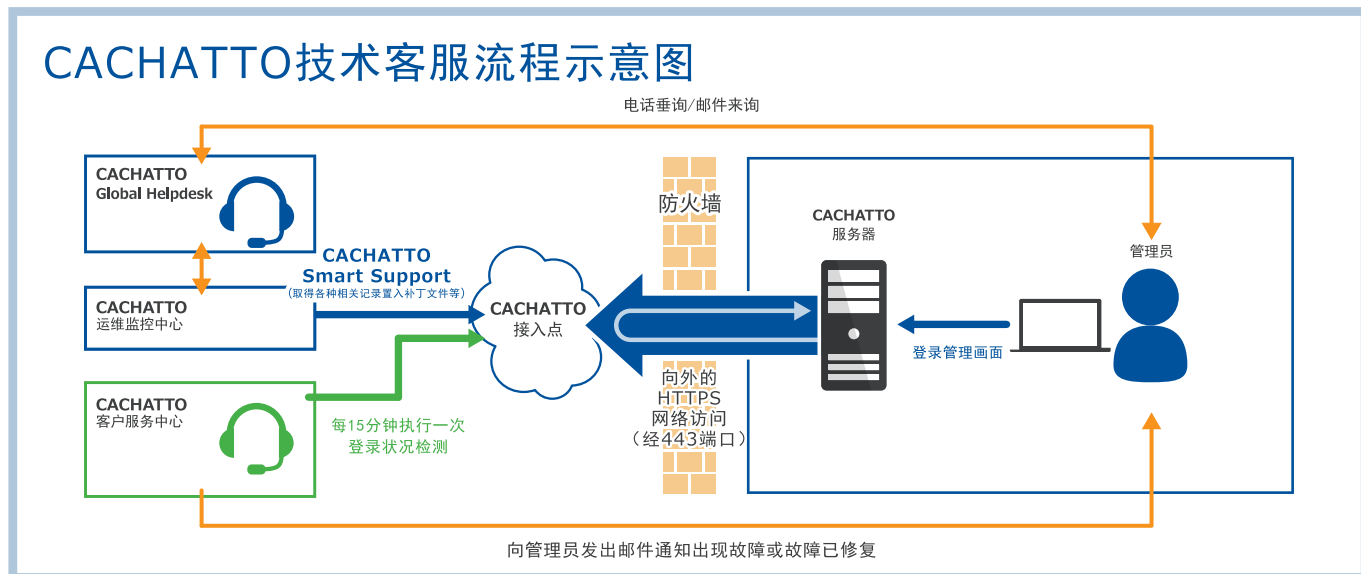 CACHATTO技术客服流程示意图
电话垂询/邮件来询
CACHATTO
Global Helpdesk
CACHATTO
Smart Support
(取得各种相关记录置入补丁文件等)
CACHATTO
运维监控中心
CACHATTO
客户服务中心
每15分钟执行一次
登录状况检测
CACHATTO
接入点
防火墙
向外的
HTTPS
网络访问
(经443端口)
CACHATTO
服务器
登录管理画面
管理员
向管理员发出邮件通知出现故障或故障已修复